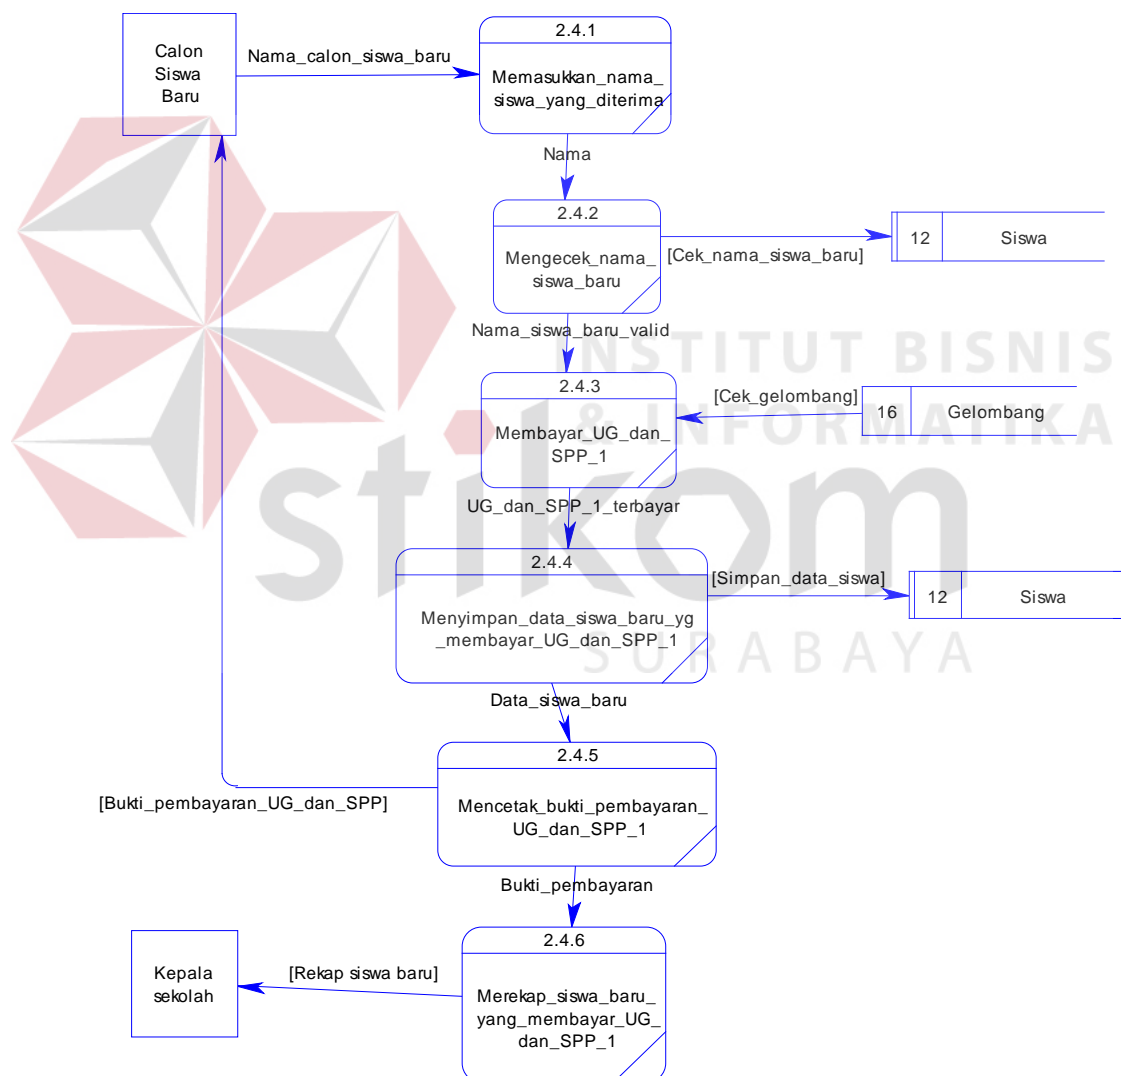 Calon
Siswa
Baru
Nama_calon_siswa_baru
2.4.1
Memasukkan_nama_
siswa_yang_diterima
Nama
2.4.2
Mengecek_nama_
siswa_baru
[Cek_nama_siswa_baru]
12
Siswa
Nama_siswa_baru_valid
INSTITUT BISNIS
& INFORMATIKA
2.4.3
Membayar_UG_dan_
SPP_1
[Cek_gelombang]
16
Gelombang
stikom
SURABAYA
UG_dan_SPP_1_terbayar
2.4.4
Menyimpan_data_siswa_baru_yg
_membayar_UG_dan_SPP_1
[Simpan_data_siswa]
12
Siswa
Data_siswa_baru
2.4.5
Mencetak_bukti_pembayaran_
UG_dan_SPP_1
[Bukti_pembayaran_UG_dan_SPP]
Bukti_pembayaran
2.4.6
Merekap_siswa_baru_
yang_membayar_UG_
dan_SPP_1
[Rekap siswa baru]
Kepala
sekolah